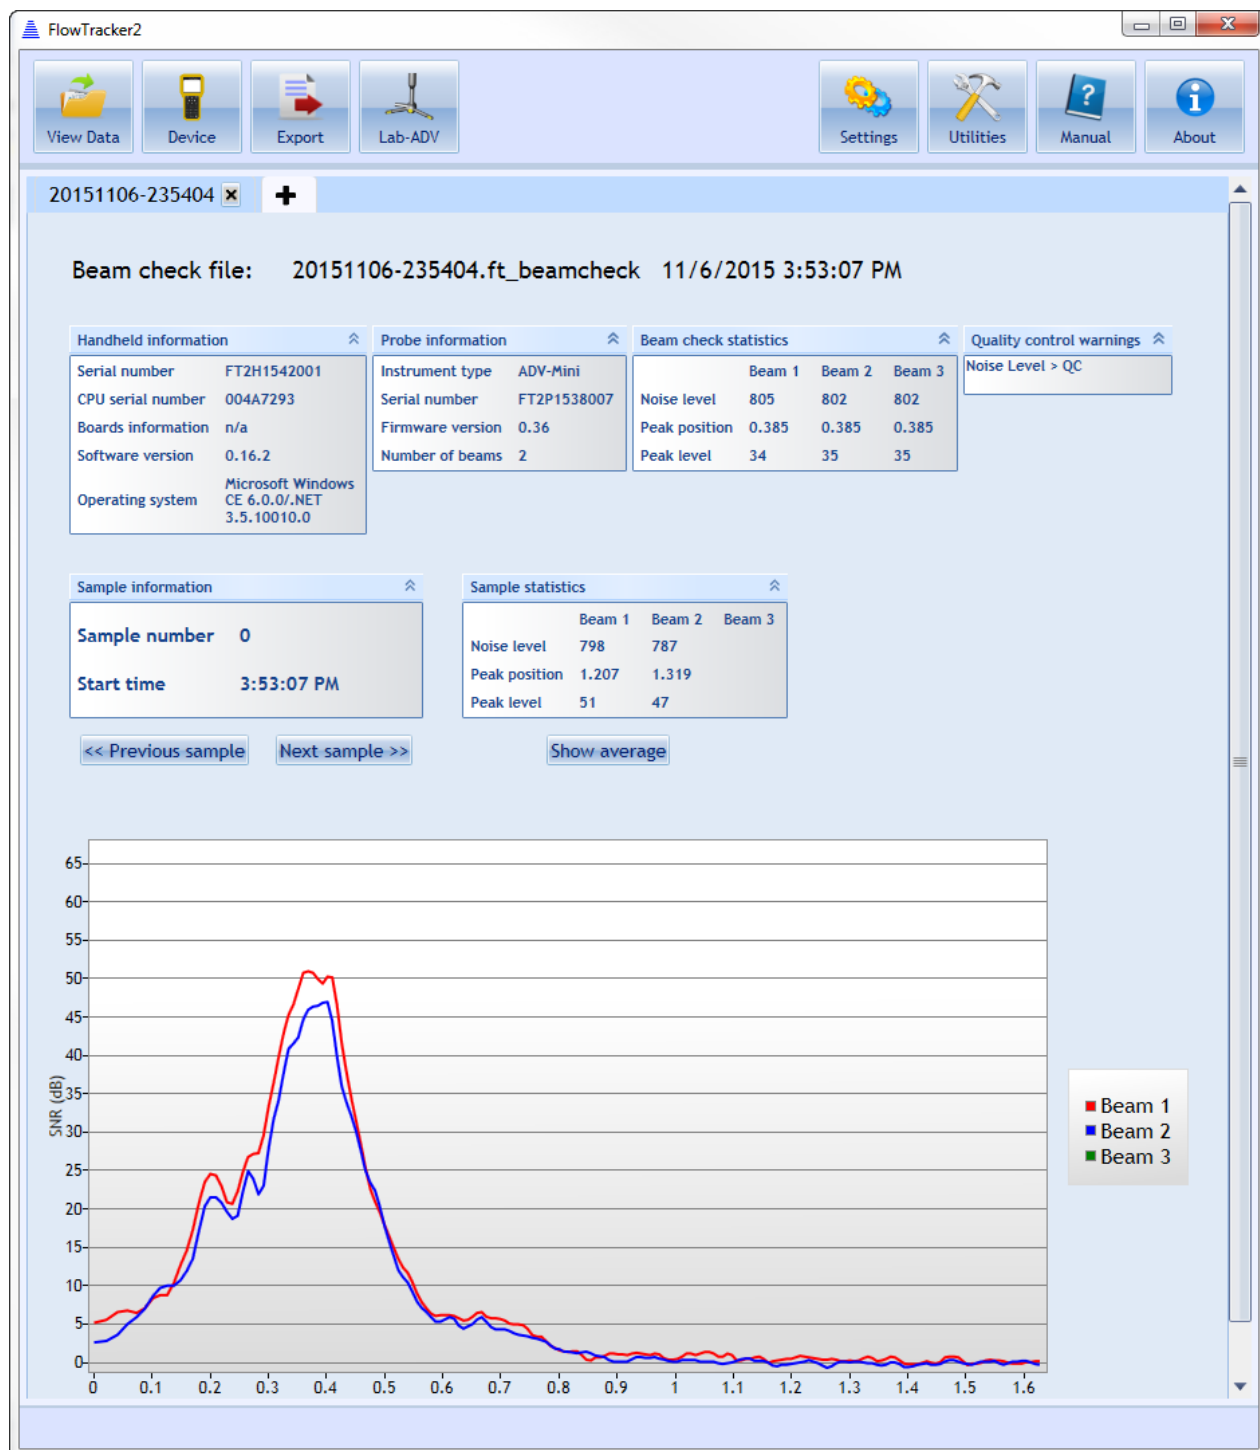 FlowTracker2
View Data Device Export Lab-ADV Settings Utilities Manual About
20151106-235404
Beam check file: 20151106-235404.ft_beamcheck 11/6/2015 3:53:07 PM
Handheld information
Serial number FT2H1542001
CPU serial number 004A7293
Boards information n/a
Software version 0.16.2
Operating system Microsoft Windows
CE 6.0.0/.NET
3.5.10010.0
Probe information
Instrument type ADV-Mini
Serial number FT2P1538007
Firmware version 0.36
Number of beams 2
Beam check statistics
Beam 1 Beam 2 Beam 3
Noise level 805 802 802
Peak position 0.385 0.385 0.385
Peak level 34 35 35
Quality control warnings
Noise Level > QC
Sample information
Sample number 0
Start time 3:53:07 PM
Sample statistics
Beam 1 Beam 2 Beam 3
Noise level 798 787
Peak position 1.207 1.319
Peak level 51 47
<< Previous sample Next sample >> Show average
65
60
55
50
45
40
35
30
25
20
15
10
5
0
SNR (dB)
0 0.1 0.2 0.3 0.4 0.5 0.6 0.7 0.8 0.9 1 1.1 1.2 1.3 1.4 1.5 1.6
Beam 1
Beam 2
Beam 3